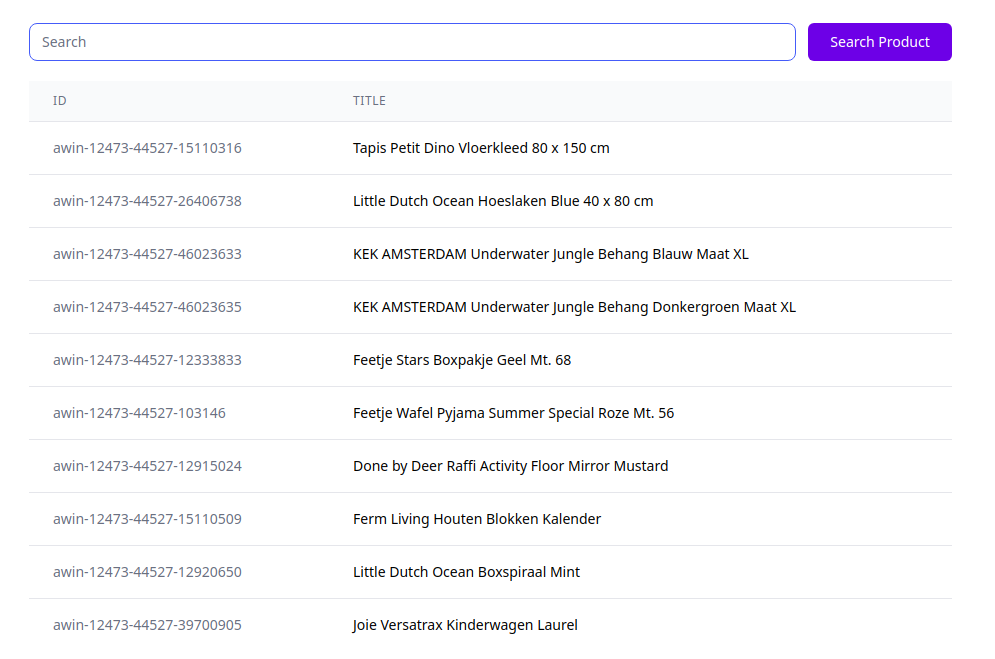 Search Search Product
ID TITLE
awin-12473-44527-15110316 Tapis Petit Dino Vloerkleed 80 x 150 cm
awin-12473-44527-26406738 Little Dutch Ocean Hoeslaken Blue 40 x 80 cm
awin-12473-44527-46023633 KEK AMSTERDAM Underwater Jungle Behang Blauw Maat XL
awin-12473-44527-46023635 KEK AMSTERDAM Underwater Jungle Behang Donkergroen Maat XL
awin-12473-44527-12333833 Feetje Stars Boxpakje Geel Mt. 68
awin-12473-44527-103146 Feetje Wafel Pyjama Summer Special Roze Mt. 56
awin-12473-44527-12915024 Done by Deer Raffi Activity Floor Mirror Mustard
awin-12473-44527-15110509 Ferm Living Houten Blokken Kalender
awin-12473-44527-12920650 Little Dutch Ocean Boxspiraal Mint
awin-12473-44527-39700905 Joie Versatrax Kinderwagen Laurel